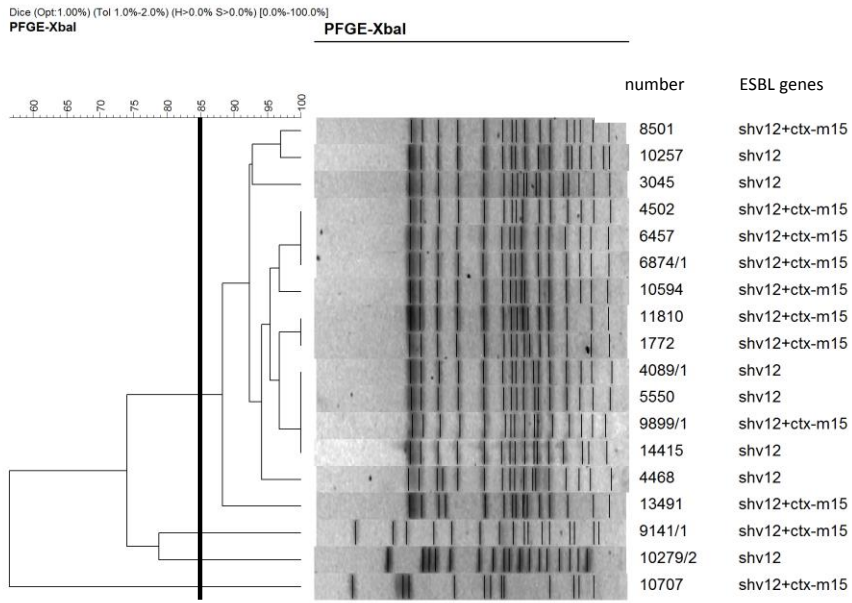 Dice (Opt:1.00%) (Tol 1.0%-2.0%) (H>0.0% S>0.0%) [0.0%-100.0%]
PFGE-XbaI PFGE-XbaI
number ESBL genes
60 65 70 75 80 85 90 95 100
8501 shv12+ctx-m15
10257 shv12
3045 shv12
4502 shv12+ctx-m15
6457 shv12+ctx-m15
6874/1 shv12+ctx-m15
10594 shv12+ctx-m15
11810 shv12+ctx-m15
1772 shv12+ctx-m15
4089/1 shv12
5550 shv12
9899/1 shv12+ctx-m15
14415 shv12
4468 shv12
13491 shv12+ctx-m15
9141/1 shv12+ctx-m15
10279/2 shv12
10707 shv12+ctx-m15